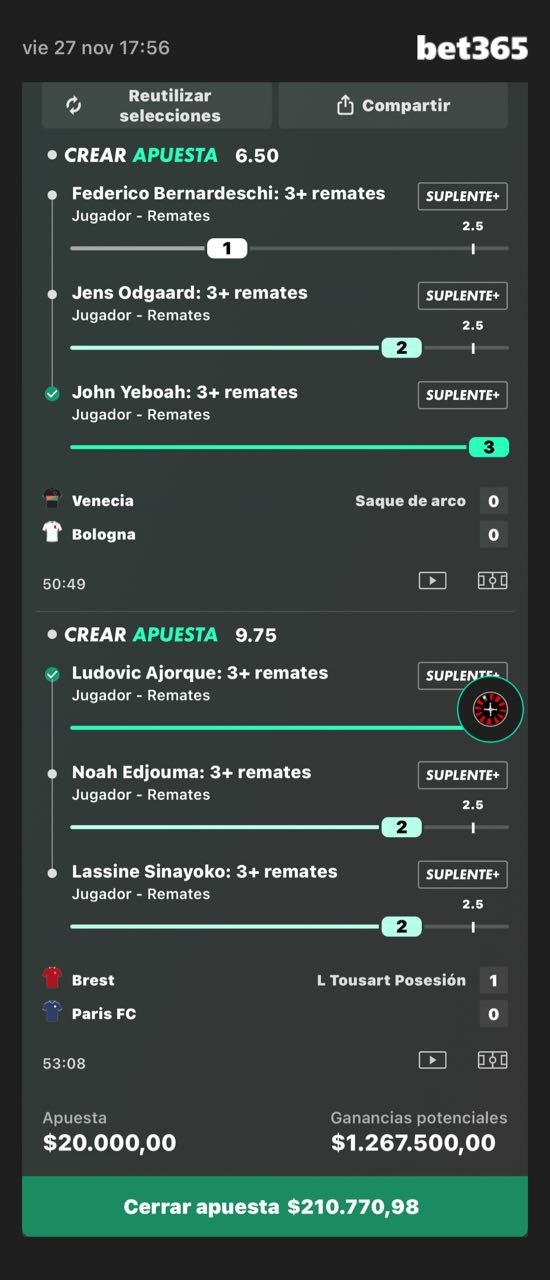 vie 27 nov 17:56
bet365
Reutilizar
selecciones
Compartir
CREAR APUESTA 6.50
Federico Bernardeschi: 3+ remates
SUPLENTE+
Jugador - Remates
2.5
1
Jens Odgaard: 3+ remates
SUPLENTE+
Jugador - Remates
2.5
2
John Yeboah: 3+ remates
SUPLENTE+
Jugador - Remates
3
Venecia Saque de arco 0
Bologna 0
50:49
CREAR APUESTA 9.75
Ludovic Ajorque: 3+ remates
SUPLENTE+
Jugador - Remates
Noah Edjouma: 3+ remates
SUPLENTE+
Jugador - Remates
2.5
2
Lassine Sinayoko: 3+ remates
SUPLENTE+
Jugador - Remates
2.5
2
Brest L Tousart Posesión 1
Paris FC 0
53:08
Apuesta Ganancias potenciales
$20.000,00 $1.267.500,00
Cerrar apuesta $210.770,98